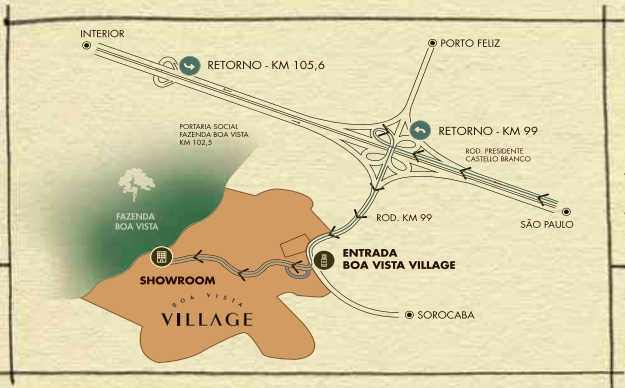 INTERIOR
PORTO FELIZ
RETORNO - KM 105,6
PORTARIA SOCIAL
FAZENDA BOA VISTA
KM 102,5
RETORNO - KM 99
ROD. PRESIDENTE
CASTELLO BRANCO
FAZENDA
BOA VISTA
ROD. KM 99
SÃO PAULO
ENTRADA
BOA VISTA VILLAGE
SHOWROOM
BOA VISTA
VILLAGE
SOROCABA